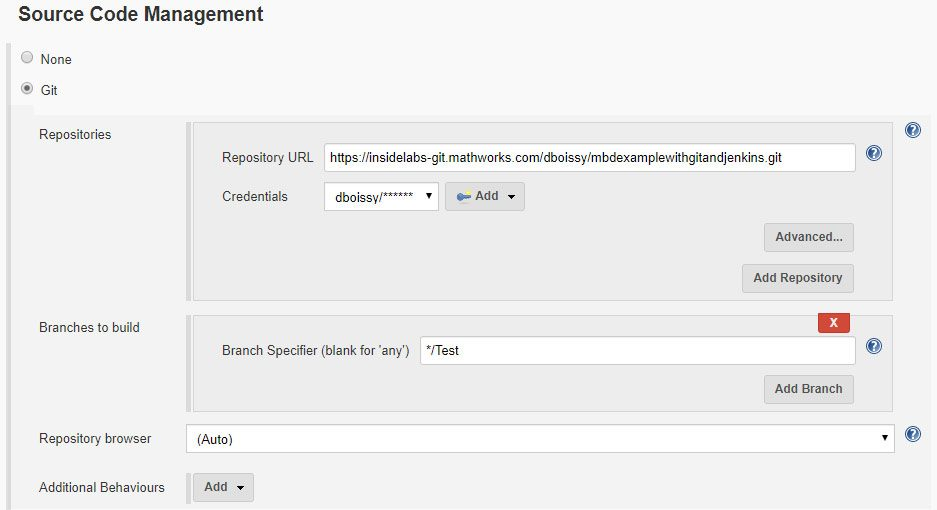 Source Code Management
None
Git
Repositories
Repository URL https://insidelabs-git.mathworks.com/dboissy/mbdexamplewithgitandjenkins.git
Credentials dboissy/****** Add
Advanced...
Add Repository
Branches to build
X
Branch Specifier (blank for 'any') */Test
Add Branch
Repository browser (Auto)
Additional Behaviours Add